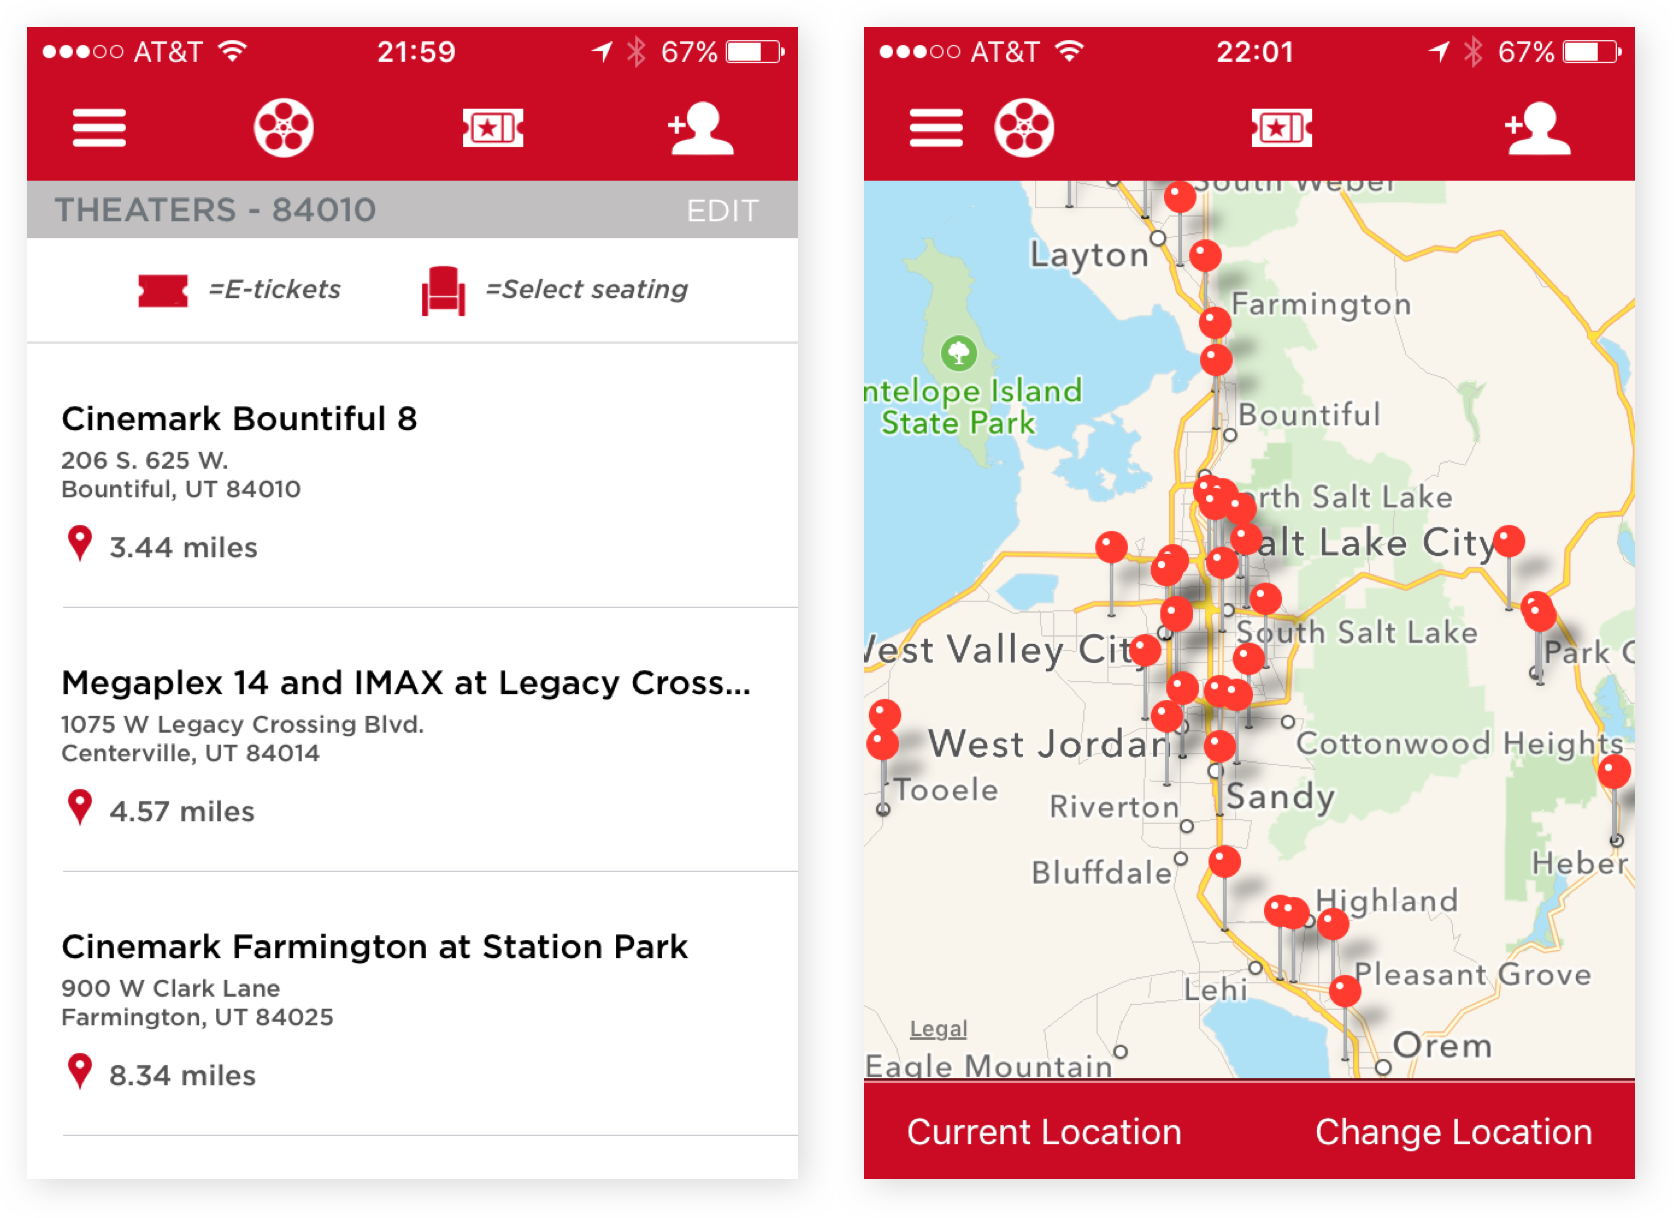 AT&T 21:59 67%
THEATERS - 84010 EDIT
=E-tickets =Select seating
Cinemark Bountiful 8
206 S. 625 W.
Bountiful, UT 84010
3.44 miles
Megaplex 14 and IMAX at Legacy Cross...
1075 W Legacy Crossing Blvd.
Centerville, UT 84014
4.57 miles
Cinemark Farmington at Station Park
900 W Clark Lane
Farmington, UT 84025
8.34 miles
AT&T 22:01 67%
South Weber
Layton
Farmington
ntelope Island
State Park
Bountiful
orth Salt Lake
alt Lake City
South Salt Lake
West Valley City
Park C
West Jordan
Cottonwood Heights
Tooele
Sandy
Riverton
Heber
Bluffdale
Highland
Pleasant Grove
Lehi
Legal
Orem
Eagle Mountain
Current Location Change Location